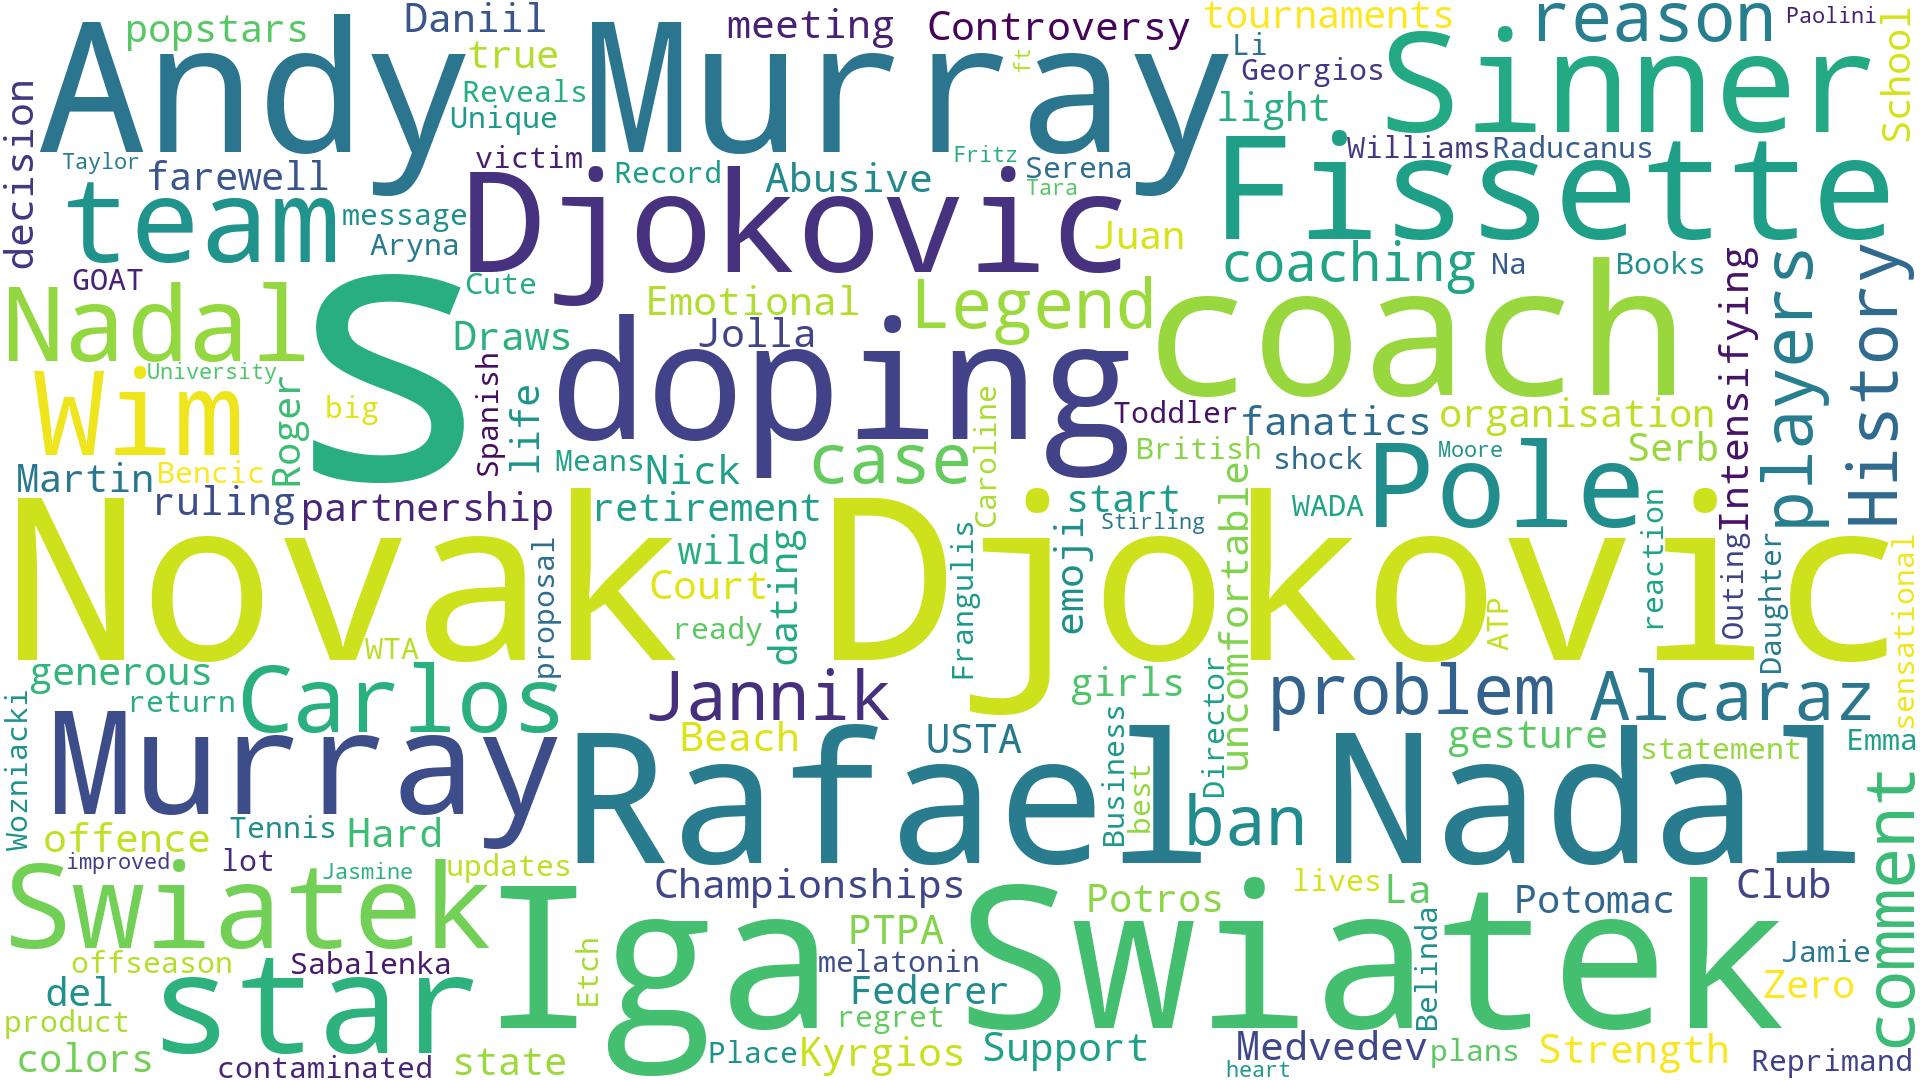 popstars
Daniil
meeting
Controversy
tournaments
reason
Paolini
Andy Murray
true
ft
Li
Georgios
Sinner
School
Reveals
Unique
light
decision
Taylor
farewell
victim
Record
Abusive
Fritz
Serena
Tara
Williams
Raducanus
Fissette
team
message
Aryna
Djokovic
Juan
coaching
Na
Books
GOAT
Nadal
S
Cute
Draws
Emotional
Jolla
Legend
coach
Intensifying
players
History
Wim
University
Roger
big
Spanish
life
doping
Caroline
Toddler
fanatics
organisation
Martin
Bencic
Means
Nick
case
British
shock
Pole
Moore
Serb
ruling
partnership
retirement
start
Stirling
WADA
Novak Djokovic
proposal
wild
Court
ready
dating
Frangulis
emoji
uncomfortable
ATP
reaction
Outing
Daughter
sensational
WTA
generous
return
Carlos
Jannik
girls
problem
Alcaraz
Wozniacki
Murray
Beach
USTA
Business
best
Director
gesture
statement
Emma
Rafael Nadal
ban
comment
offence
Tennis
Hard
improved
lot
Jasmine
updates
Swiatek
Championships
Potros
lives
La
Potomac
Club
Iga Swiatek
Etch
PTPA
melatonin
Federer
regret
Belinda
Jamie
Zero
offseason
Sabalenka
del
star
product
colors
contaminated
state
Place
Kyrgios
Support
Medvedev
heart
plans
Strength
Reprimand